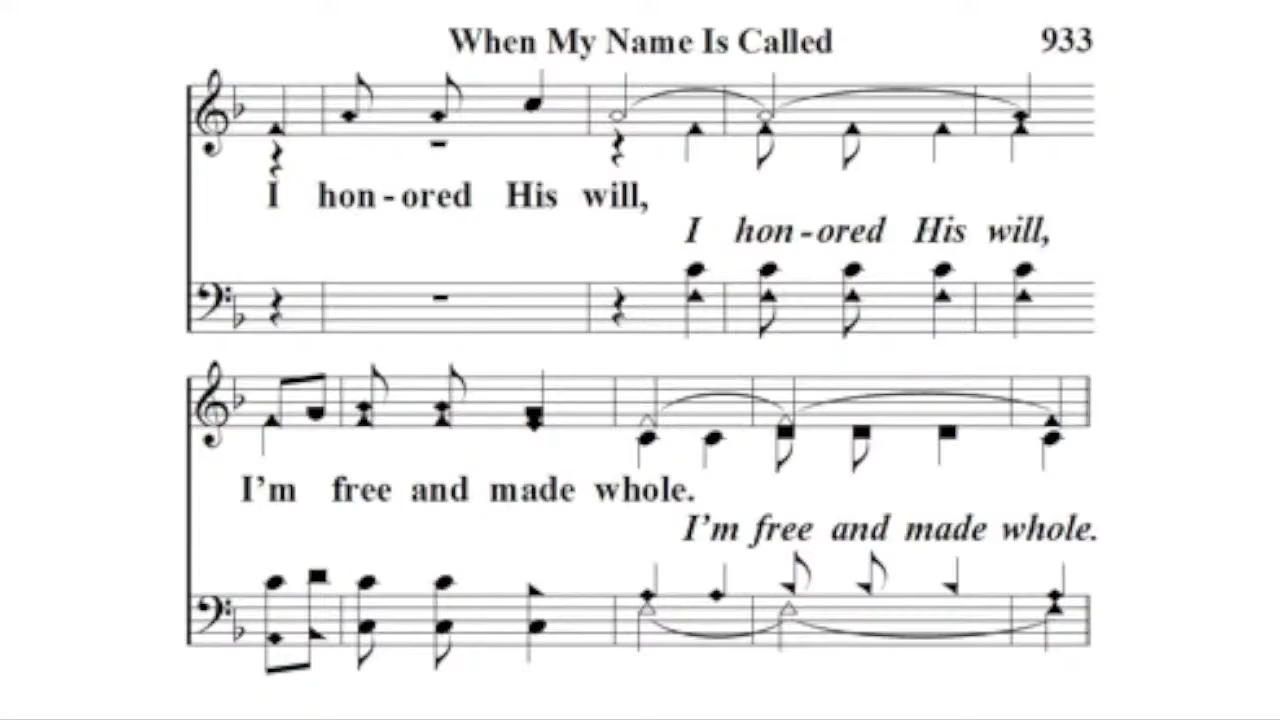 When My Name Is Called 933
I hon-ored His will,
I hon-ored His will,
I'm free and made whole.
I'm free and made whole.